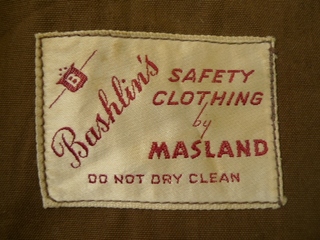 B
Bashlin's
SAFETY
CLOTHING
by
MASLAND
DO NOT DRY CLEAN